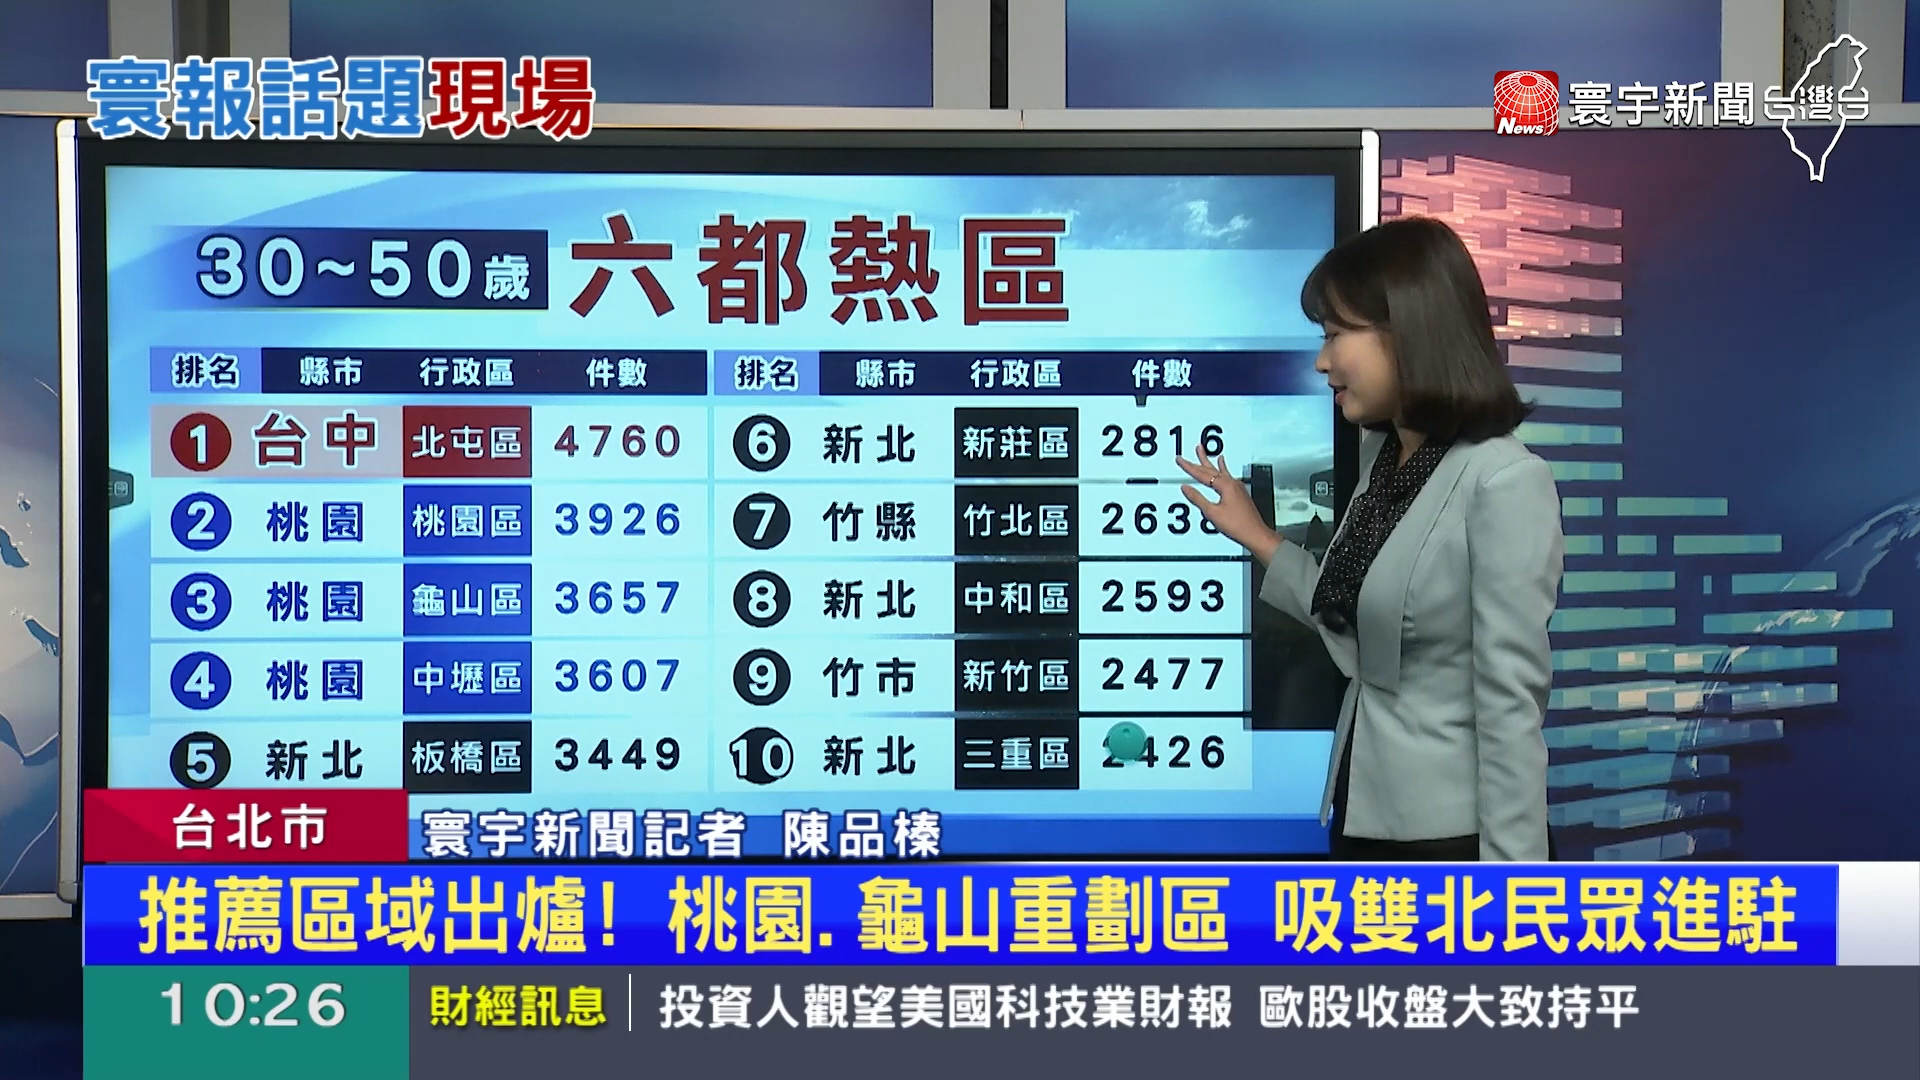 寰報話題現場
News 寰宇新聞 台灣台
30~50歲 六都熱區
排名 縣市 行政區 件數 排名 縣市 行政區 件數
1 台中 北屯區 4760 6 新北 新莊區 2816
2 桃園 桃園區 3926 7 竹縣 竹北區 2638
3 桃園 龜山區 3657 8 新北 中和區 2593
4 桃園 中壢區 3607 9 竹市 新竹區 2477
5 新北 板橋區 3449 10 新北 三重區 2426
台北市 寰宇新聞記者 陳品榛
推薦區域出爐! 桃園.龜山重劃區 吸雙北民眾進駐
10:26 財經訊息 投資人觀望美國科技業財報 歐股收盤大致持平